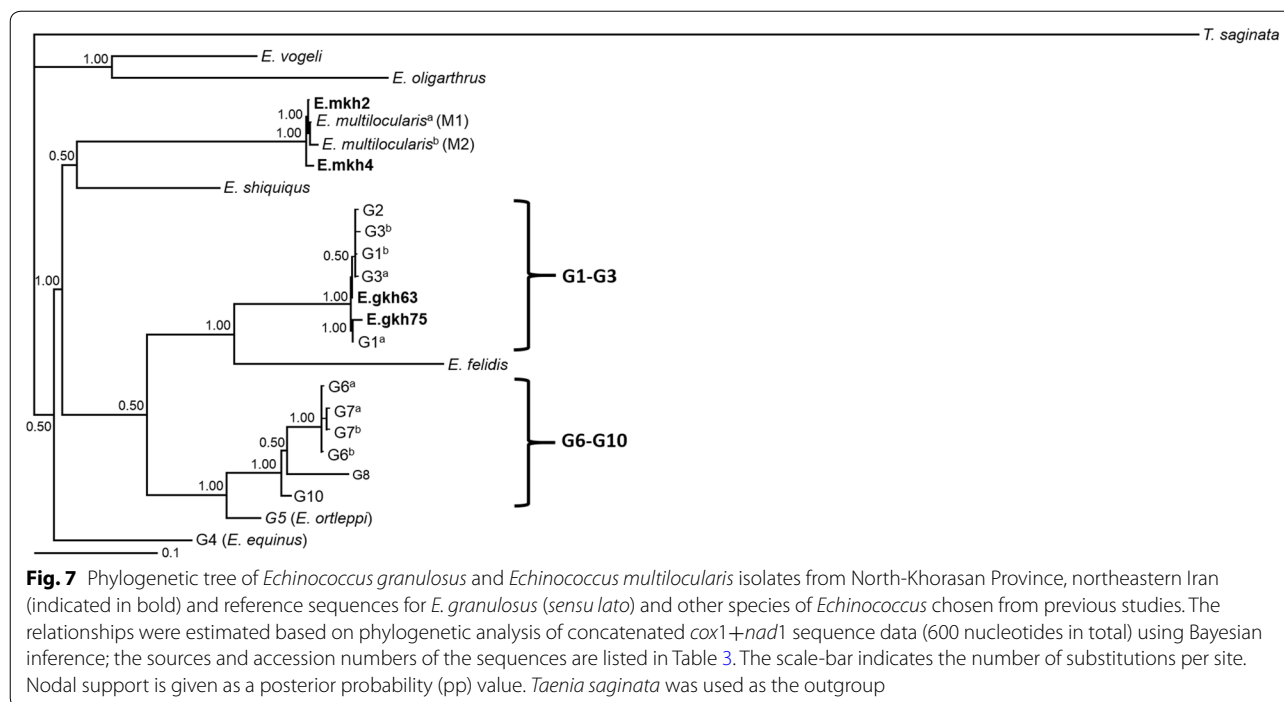 T. saginata
1.00
E. vogeli
E. oligarthrus
E.mkh2
1.00
E. multilocularisᵃ (M1)
1.00
E. multilocularisᵇ (M2)
0.50
E.mkh4
E. shiquiqus
G2
G3ᵇ
0.50
G1ᵇ
G3ᵃ
G1-G3
1.00
1.00
E.gkh63
E.gkh75
1.00
1.00
G1ᵃ
E. felidis
G6ᵃ
0.50
G7ᵃ
1.00
0.50
G7ᵇ
G6-G10
0.50
G6ᵇ
1.00
G8
1.00
G10
G5 (E. ortleppi)
G4 (E. equinus)
0.1
Fig. 7 Phylogenetic tree of Echinococcus granulosus and Echinococcus multilocularis isolates from North-Khorasan Province, northeastern Iran
(indicated in bold) and reference sequences for E. granulosus (sensu lato) and other species of Echinococcus chosen from previous studies. The
relationships were estimated based on phylogenetic analysis of concatenated cox1+nad1 sequence data (600 nucleotides in total) using Bayesian
inference; the sources and accession numbers of the sequences are listed in Table 3. The scale-bar indicates the number of substitutions per site.
Nodal support is given as a posterior probability (pp) value. Taenia saginata was used as the outgroup